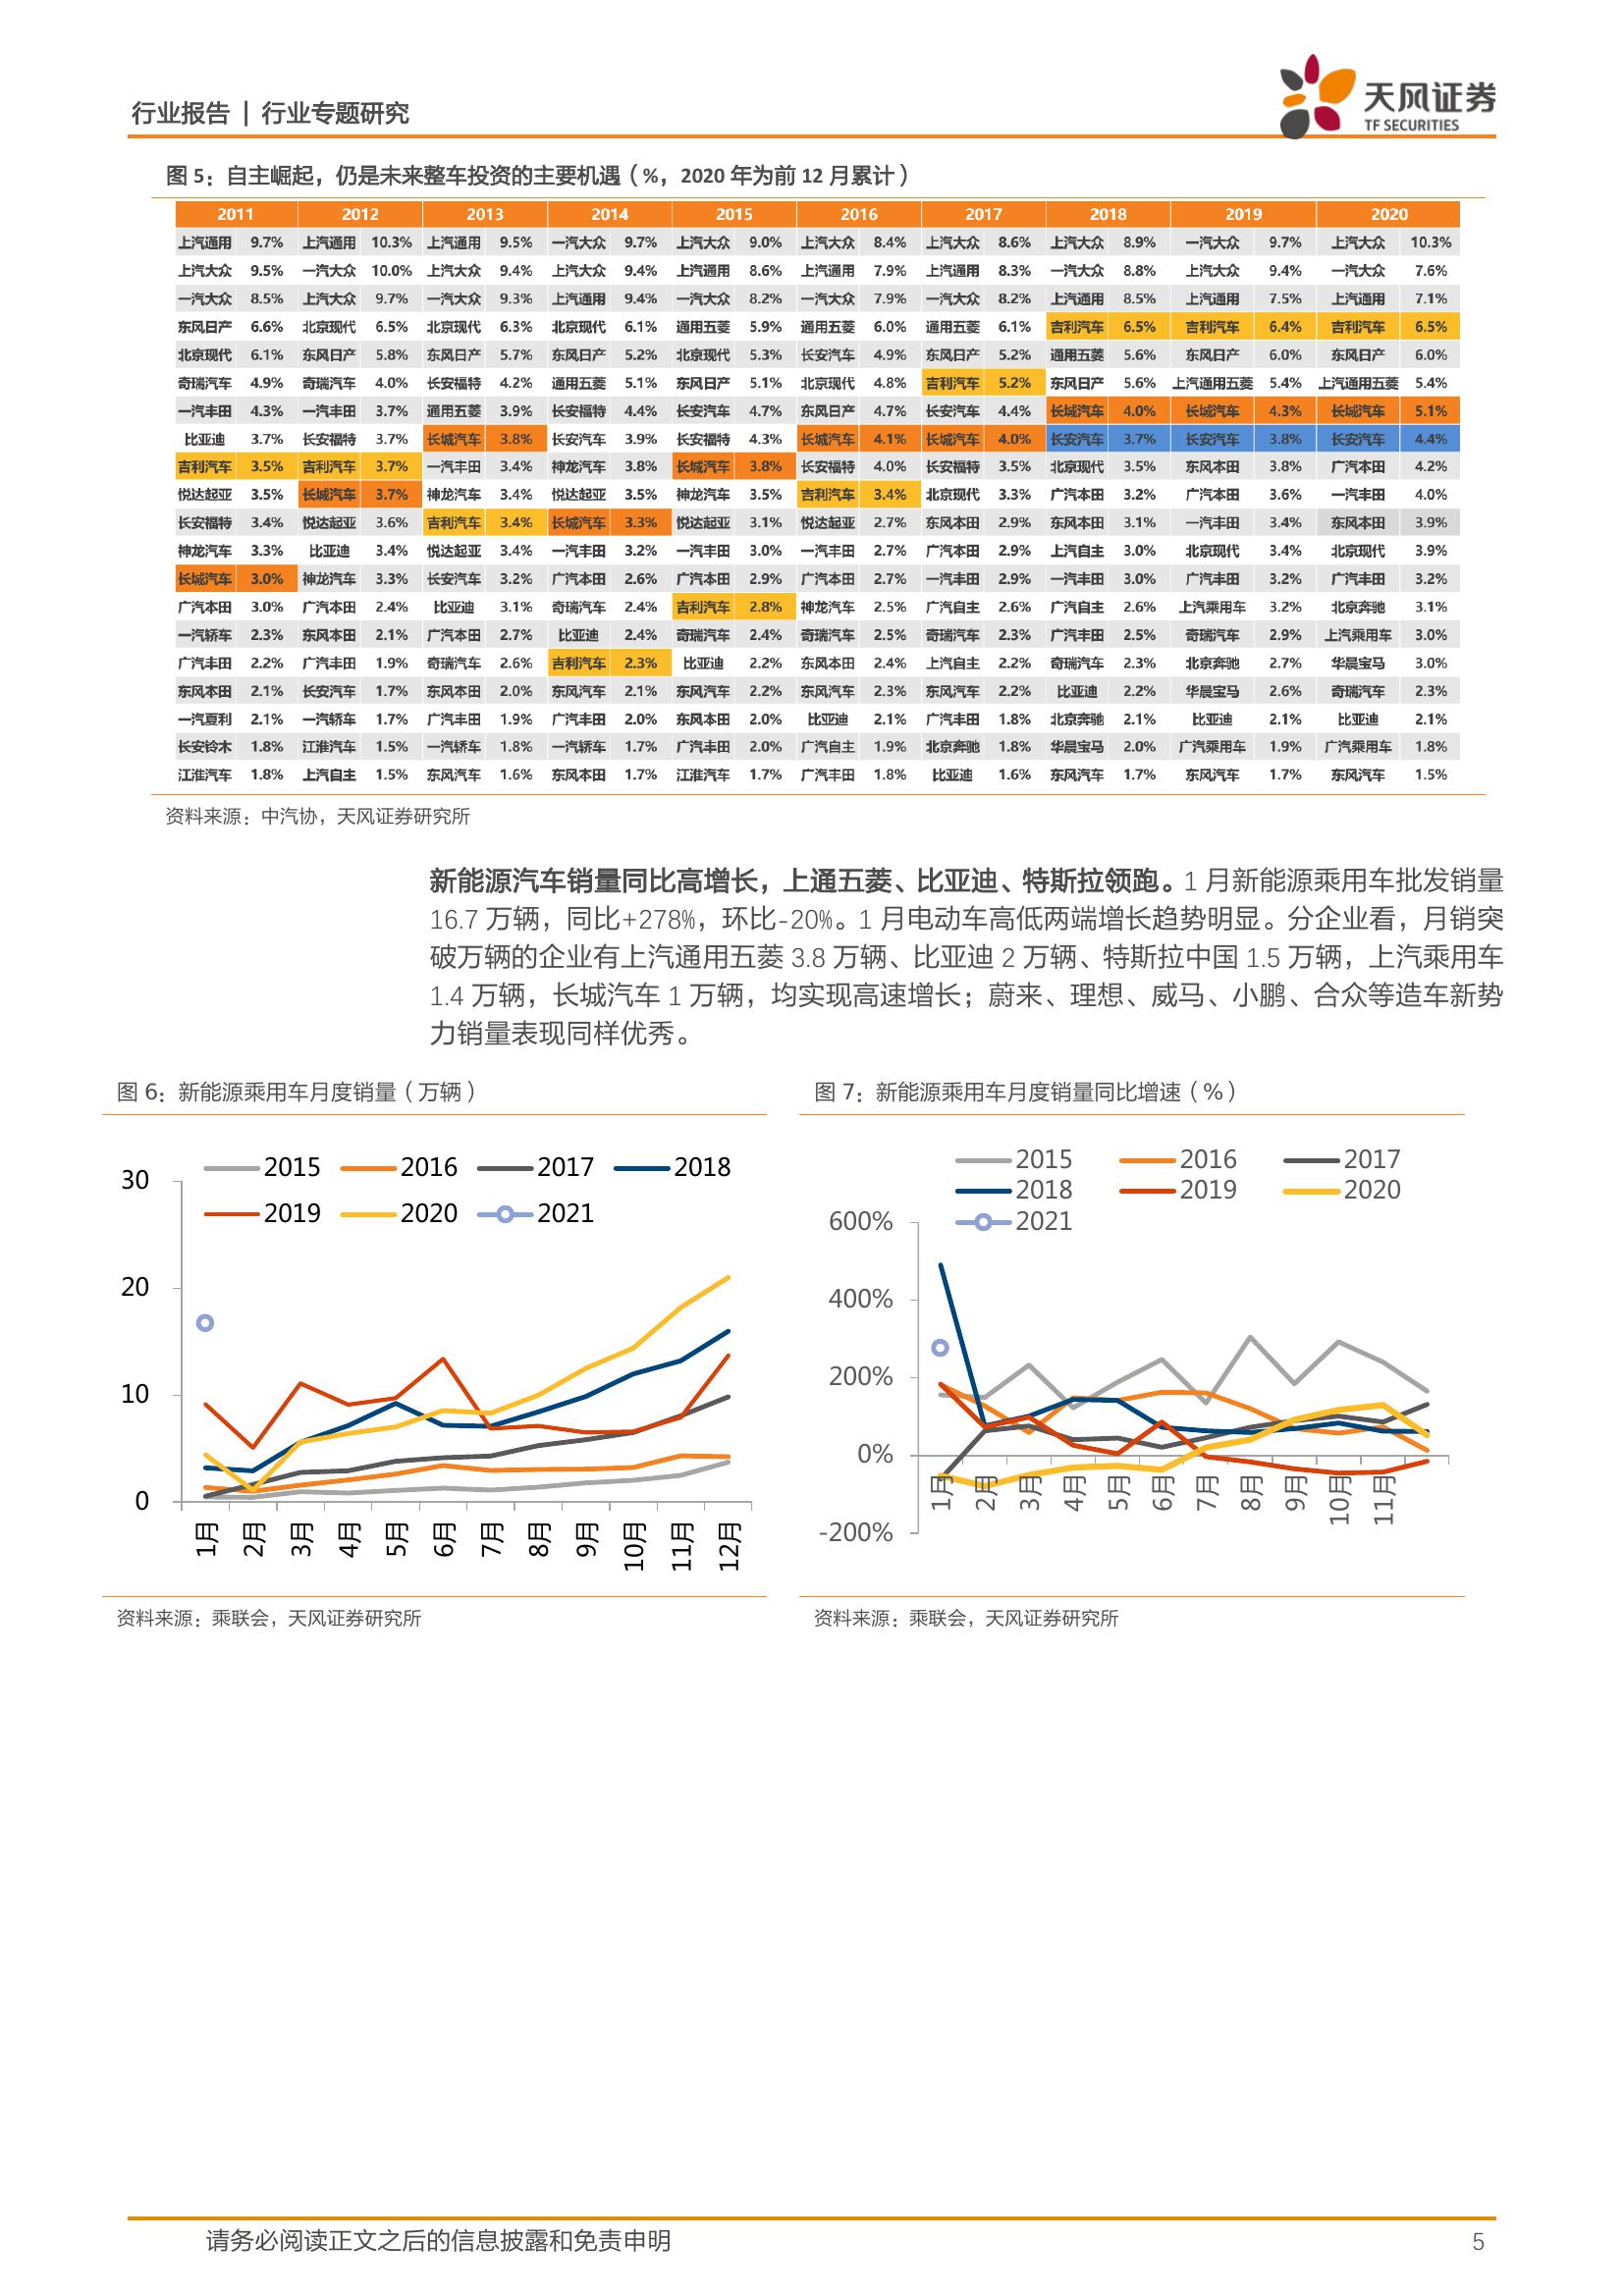 行业报告 | 行业专题研究
天风证券
TF SECURITIES
图 5：自主崛起，仍是未来整车投资的主要机遇（%，2020 年为前 12 月累计）
2011 2012 2013 2014 2015 2016 2017 2018 2019 2020
上汽通用 9.7% 上汽通用 10.3% 上汽通用 9.5% 一汽大众 9.7% 上汽大众 9.0% 上汽大众 8.4% 上汽大众 8.6% 上汽大众 8.9% 一汽大众 9.7% 上汽大众 10.3%
上汽大众 9.5% 一汽大众 10.0% 上汽大众 9.4% 上汽大众 9.4% 上汽通用 8.6% 上汽通用 7.9% 上汽通用 8.3% 一汽大众 8.8% 上汽大众 9.4% 一汽大众 7.6%
一汽大众 8.5% 上汽大众 9.7% 一汽大众 9.3% 上汽通用 9.4% 一汽大众 8.2% 一汽大众 7.9% 一汽大众 8.2% 上汽通用 8.5% 上汽通用 7.5% 上汽通用 7.1%
东风日产 6.6% 北京现代 6.5% 北京现代 6.3% 北京现代 6.1% 通用五菱 5.9% 通用五菱 6.0% 通用五菱 6.1% 吉利汽车 6.5% 吉利汽车 6.4% 吉利汽车 6.5%
北京现代 6.1% 东风日产 5.8% 东风日产 5.7% 东风日产 5.2% 北京现代 5.3% 长安汽车 4.9% 东风日产 5.2% 通用五菱 5.6% 东风日产 6.0% 东风日产 6.0%
奇瑞汽车 4.9% 奇瑞汽车 4.0% 长安福特 4.2% 通用五菱 5.1% 东风日产 5.1% 北京现代 4.8% 吉利汽车 5.2% 东风日产 5.6% 上汽通用五菱 5.4% 上汽通用五菱 5.4%
一汽丰田 4.3% 一汽丰田 3.7% 通用五菱 3.9% 长安福特 4.4% 长安汽车 4.7% 东风日产 4.7% 长安汽车 4.4% 长城汽车 4.0% 长城汽车 4.3% 长城汽车 5.1%
比亚迪 3.7% 长安福特 3.7% 长城汽车 3.8% 长安汽车 3.9% 长安福特 4.3% 长城汽车 4.1% 长城汽车 4.0% 长安汽车 3.7% 长安汽车 3.8% 长安汽车 4.4%
吉利汽车 3.5% 吉利汽车 3.7% 一汽丰田 3.4% 神龙汽车 3.8% 长城汽车 3.8% 长安福特 4.0% 长安福特 3.5% 北京现代 3.5% 东风本田 3.8% 广汽本田 4.2%
悦达起亚 3.5% 长城汽车 3.7% 神龙汽车 3.4% 悦达起亚 3.5% 神龙汽车 3.5% 吉利汽车 3.4% 北京现代 3.3% 广汽本田 3.2% 广汽本田 3.6% 一汽丰田 4.0%
长安福特 3.4% 悦达起亚 3.6% 吉利汽车 3.4% 长城汽车 3.3% 悦达起亚 3.1% 悦达起亚 2.7% 东风本田 2.9% 东风本田 3.1% 一汽丰田 3.4% 东风本田 3.9%
神龙汽车 3.3% 比亚迪 3.4% 悦达起亚 3.4% 一汽丰田 3.2% 一汽丰田 3.0% 一汽丰田 2.7% 广汽本田 2.9% 上汽自主 3.0% 北京现代 3.4% 北京现代 3.9%
长城汽车 3.0% 神龙汽车 3.3% 长安汽车 3.2% 广汽本田 2.6% 广汽本田 2.9% 广汽本田 2.7% 一汽丰田 2.9% 一汽丰田 3.0% 广汽丰田 3.2% 广汽丰田 3.2%
广汽本田 3.0% 广汽本田 2.4% 比亚迪 3.1% 奇瑞汽车 2.4% 吉利汽车 2.8% 神龙汽车 2.5% 广汽自主 2.6% 广汽自主 2.6% 上汽乘用车 3.2% 北京奔驰 3.1%
一汽轿车 2.3% 东风本田 2.1% 广汽本田 2.7% 比亚迪 2.4% 奇瑞汽车 2.4% 奇瑞汽车 2.5% 奇瑞汽车 2.3% 广汽丰田 2.5% 奇瑞汽车 2.9% 上汽乘用车 3.0%
广汽丰田 2.2% 广汽丰田 1.9% 奇瑞汽车 2.6% 吉利汽车 2.3% 比亚迪 2.2% 东风本田 2.4% 上汽自主 2.2% 奇瑞汽车 2.3% 北京奔驰 2.7% 华晨宝马 3.0%
东风本田 2.1% 长安汽车 1.7% 东风本田 2.0% 东风汽车 2.1% 东风汽车 2.2% 东风汽车 2.3% 东风汽车 2.2% 比亚迪 2.2% 华晨宝马 2.6% 奇瑞汽车 2.3%
一汽夏利 2.1% 一汽轿车 1.7% 广汽丰田 1.9% 广汽丰田 2.0% 东风本田 2.0% 比亚迪 2.1% 广汽丰田 1.8% 北京奔驰 2.1% 比亚迪 2.1% 比亚迪 2.1%
长安铃木 1.8% 江淮汽车 1.5% 一汽轿车 1.8% 一汽轿车 1.7% 广汽丰田 2.0% 广汽自主 1.9% 北京奔驰 1.8% 华晨宝马 2.0% 广汽乘用车 1.9% 广汽乘用车 1.8%
江淮汽车 1.8% 上汽自主 1.5% 东风汽车 1.6% 东风本田 1.7% 江淮汽车 1.7% 广汽丰田 1.8% 比亚迪 1.6% 东风汽车 1.7% 东风汽车 1.7% 东风汽车 1.5%
资料来源：中汽协，天风证券研究所
新能源汽车销量同比高增长，上通五菱、比亚迪、特斯拉领跑。1 月新能源乘用车批发销量
16.7 万辆，同比+278%，环比-20%。1 月电动车高低两端增长趋势明显。分企业看，月销突
破万辆的企业有上汽通用五菱 3.8 万辆、比亚迪 2 万辆、特斯拉中国 1.5 万辆，上汽乘用车
1.4 万辆，长城汽车 1 万辆，均实现高速增长；蔚来、理想、威马、小鹏、合众等造车新势
力销量表现同样优秀。
图 6：新能源乘用车月度销量（万辆）
2015 2016 2017 2018
2019 2020 2021
30
20
10
0
1月 2月 3月 4月 5月 6月 7月 8月 9月 10月 11月 12月
资料来源：乘联会，天风证券研究所
图 7：新能源乘用车月度销量同比增速（%）
2015 2016 2017
2018 2019 2020
2021
600%
400%
200%
0%
-200%
1月 2月 3月 4月 5月 6月 7月 8月 9月 10月 11月
资料来源：乘联会，天风证券研究所
请务必阅读正文之后的信息披露和免责申明
5